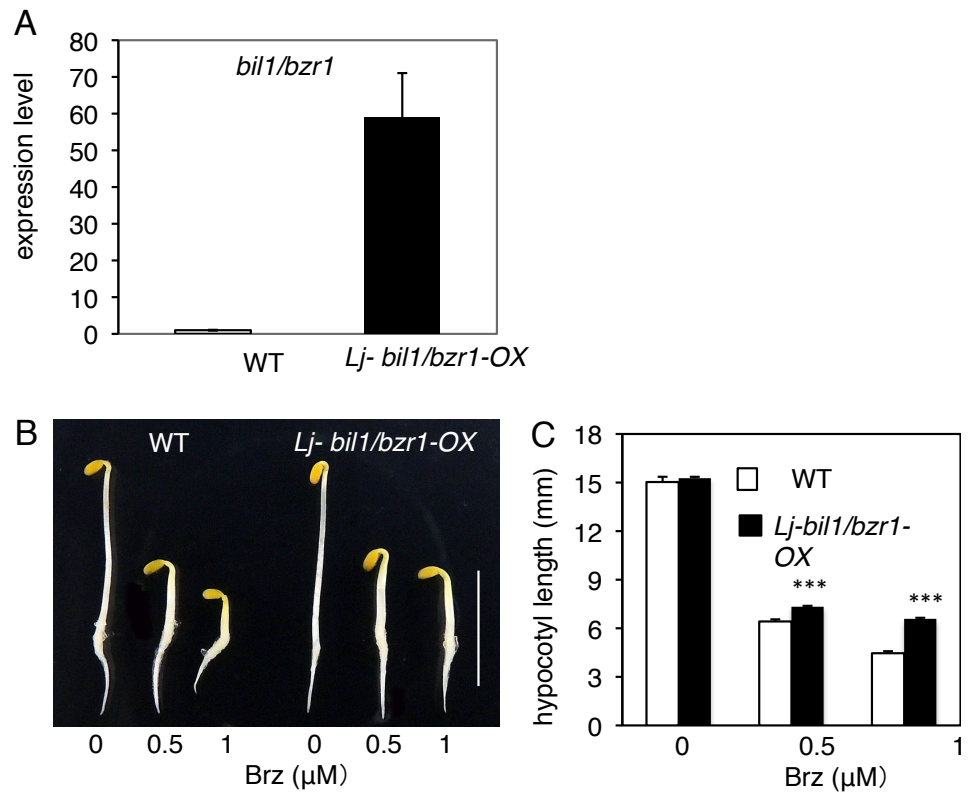 A
80
70
60
50
40
30
20
10
0
expression level
bil1/bzr1
WT
Lj- bil1/bzr1-OX
B
WT
Lj- bil1/bzr1-OX
0
0.5
1
0
0.5
1
Brz (μM)
C
18
15
12
9
6
3
0
hypocotyl length (mm)
WT
Lj-bil1/bzr1-
OX
***
***
0
0.5
1
Brz (μM)